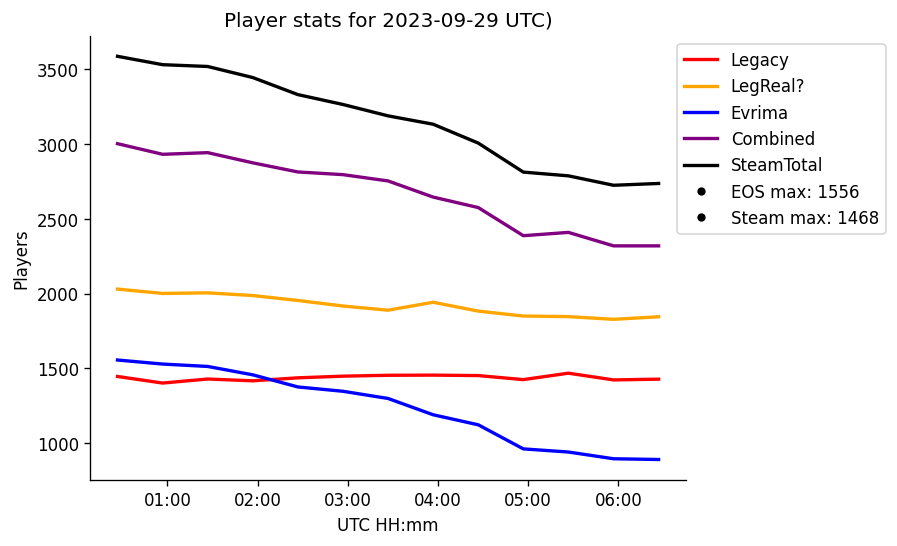 Player stats for 2023-09-29 UTC)
Legacy
LegReal?
Evrima
Combined
SteamTotal
EOS max: 1556
Steam max: 1468
Players
3500
3000
2500
2000
1500
1000
01:00 02:00 03:00 04:00 05:00 06:00
UTC HH:mm